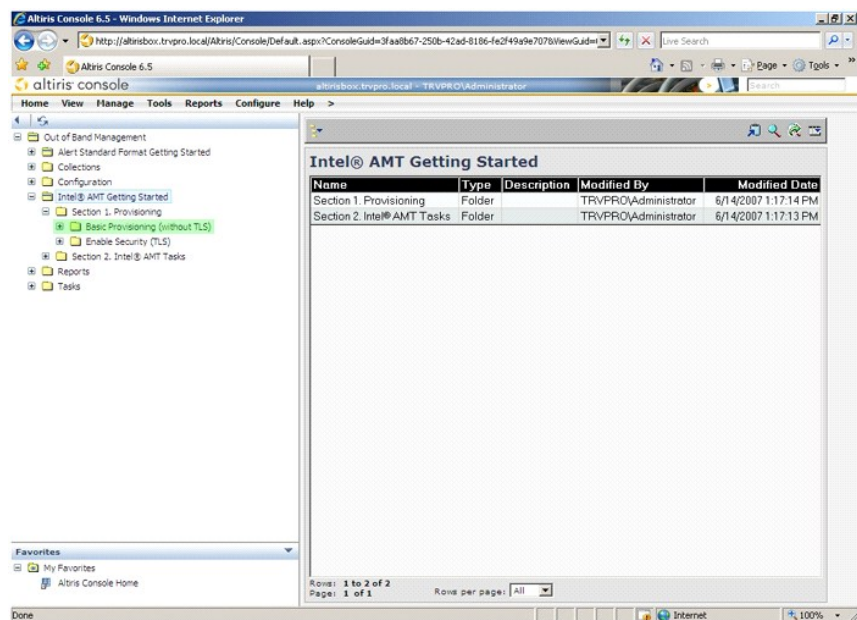 Altiris Console 6.5 - Windows Internet Explorer
http://altirisbox.trvpro.local/Altiris/Console/Default.aspx?ConsoleGuid=3faa8b67-250b-42ad-8186-fe2f49a9e707&ViewGuid=
Live Search
Altiris Console 6.5
Page
Tools
altiris console
altirisbox.trvpro.local - TRVPRO\Administrator
Search
Home View Manage Tools Reports Configure Help >
Out of Band Management
Alert Standard Format Getting Started
Collections
Configuration
Intel® AMT Getting Started
Section 1. Provisioning
Basic Provisioning (without TLS)
Enable Security (TLS)
Section 2. Intel® AMT Tasks
Reports
Tasks
Intel® AMT Getting Started
Name Type Description Modified By Modified Date
Section 1. Provisioning Folder TRVPRO\Administrator 6/14/2007 1:17:14 PM
Section 2. Intel® AMT Tasks Folder TRVPRO\Administrator 6/14/2007 1:17:13 PM
Favorites
My Favorites
Altiris Console Home
Rows: 1 to 2 of 2
Page: 1 of 1
Rows per page: All
Done
Internet
100%